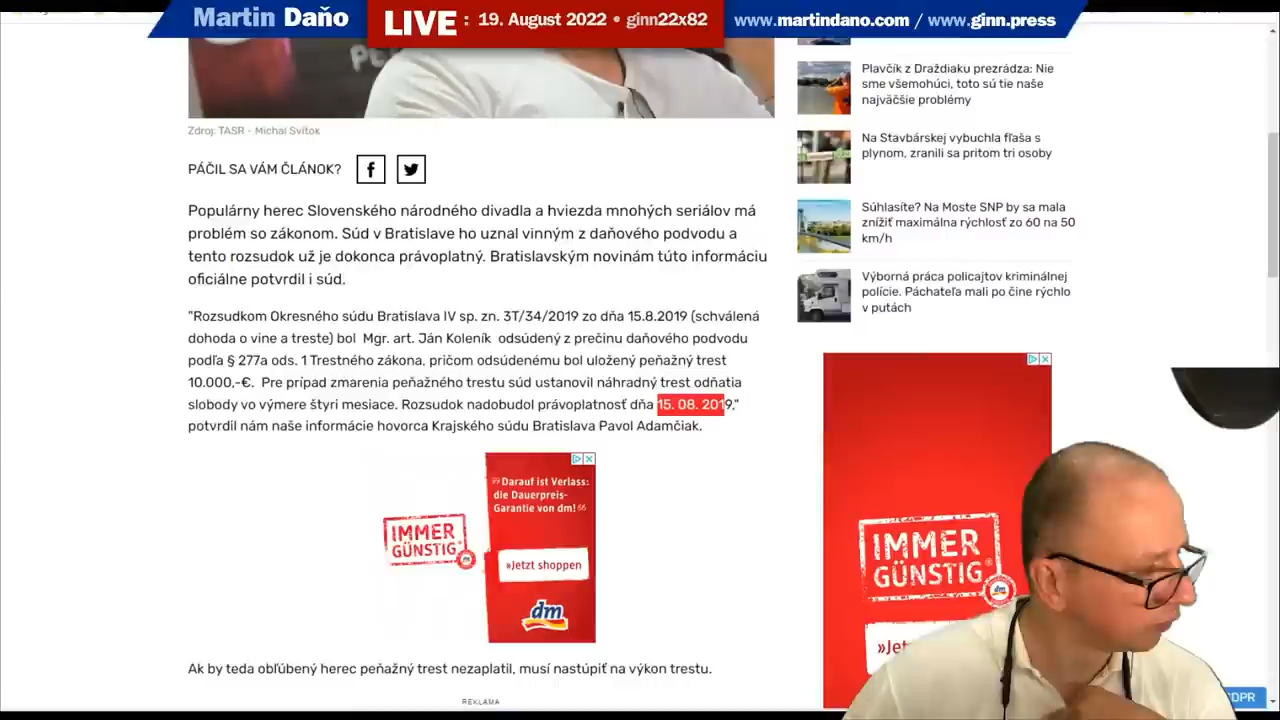 Martin Daňo
LIVE : 19. August 2022 • ginn22x82
www.martindano.com / www.ginn.press
Zdroj: TASR - Michal Svítok
PÁČIL SA VÁM ČLÁNOK?
Populárny herec Slovenského národného divadla a hviezda mnohých seriálov má
problém so zákonom. Súd v Bratislave ho uznal vinným z daňového podvodu a
tento rozsudok už je dokonca právoplatný. Bratislavským novinám túto informáciu
oficiálne potvrdil i súd.
"Rozsudkom Okresného súdu Bratislava IV sp. zn. 3T/34/2019 zo dňa 15.8.2019 (schválená
dohoda o vine a treste) bol Mgr. art. Ján Koleník odsúdený z prečinu daňového podvodu
podľa § 277a ods. 1 Trestného zákona, pričom odsúdenému bol uložený peňažný trest
10.000,-€. Pre prípad zmarenia peňažného trestu súd ustanovil náhradný trest odňatia
slobody vo výmere štyri mesiace. Rozsudok nadobudol právoplatnosť dňa 15. 08. 2019,"
potvrdil nám naše informácie hovorca Krajského súdu Bratislava Pavol Adamčiak.
IMMER
GÜNSTIG
dm
Darauf ist Verlass:
die Dauerpreis-
Garantie von dm!
»Jetzt shoppen
dm
Ak by teda obľúbený herec peňažný trest nezaplatil, musí nastúpiť na výkon trestu.
REKLAMA
Plavčík z Draždiaku prezrádza: Nie
sme všemohúci, toto sú tie naše
najväčšie problémy
Na Stavbárskej vybuchla fľaša s
plynom, zranili sa pritom tri osoby
Súhlasíte? Na Moste SNP by sa mala
znížiť maximálna rýchlosť zo 60 na 50
km/h
Výborná práca policajtov kriminálnej
polície. Páchateľa mali po čine rýchlo
v putách
IMMER
GÜNSTIG
dm
»Jet
DPR